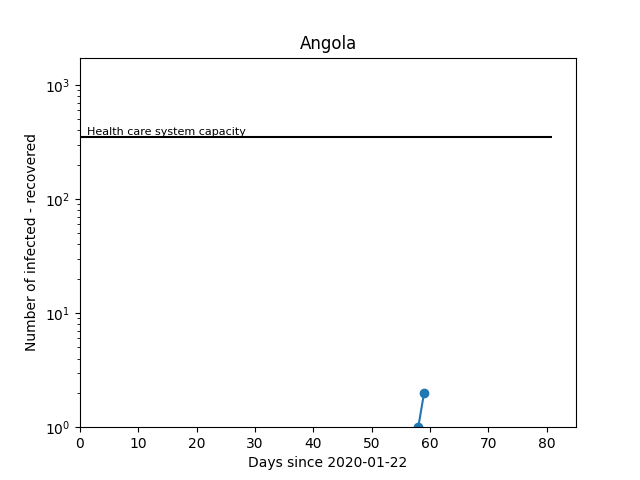 Angola
10³
Health care system capacity
10²
10¹
10⁰
Number of infected - recovered
0 10 20 30 40 50 60 70 80
Days since 2020-01-22